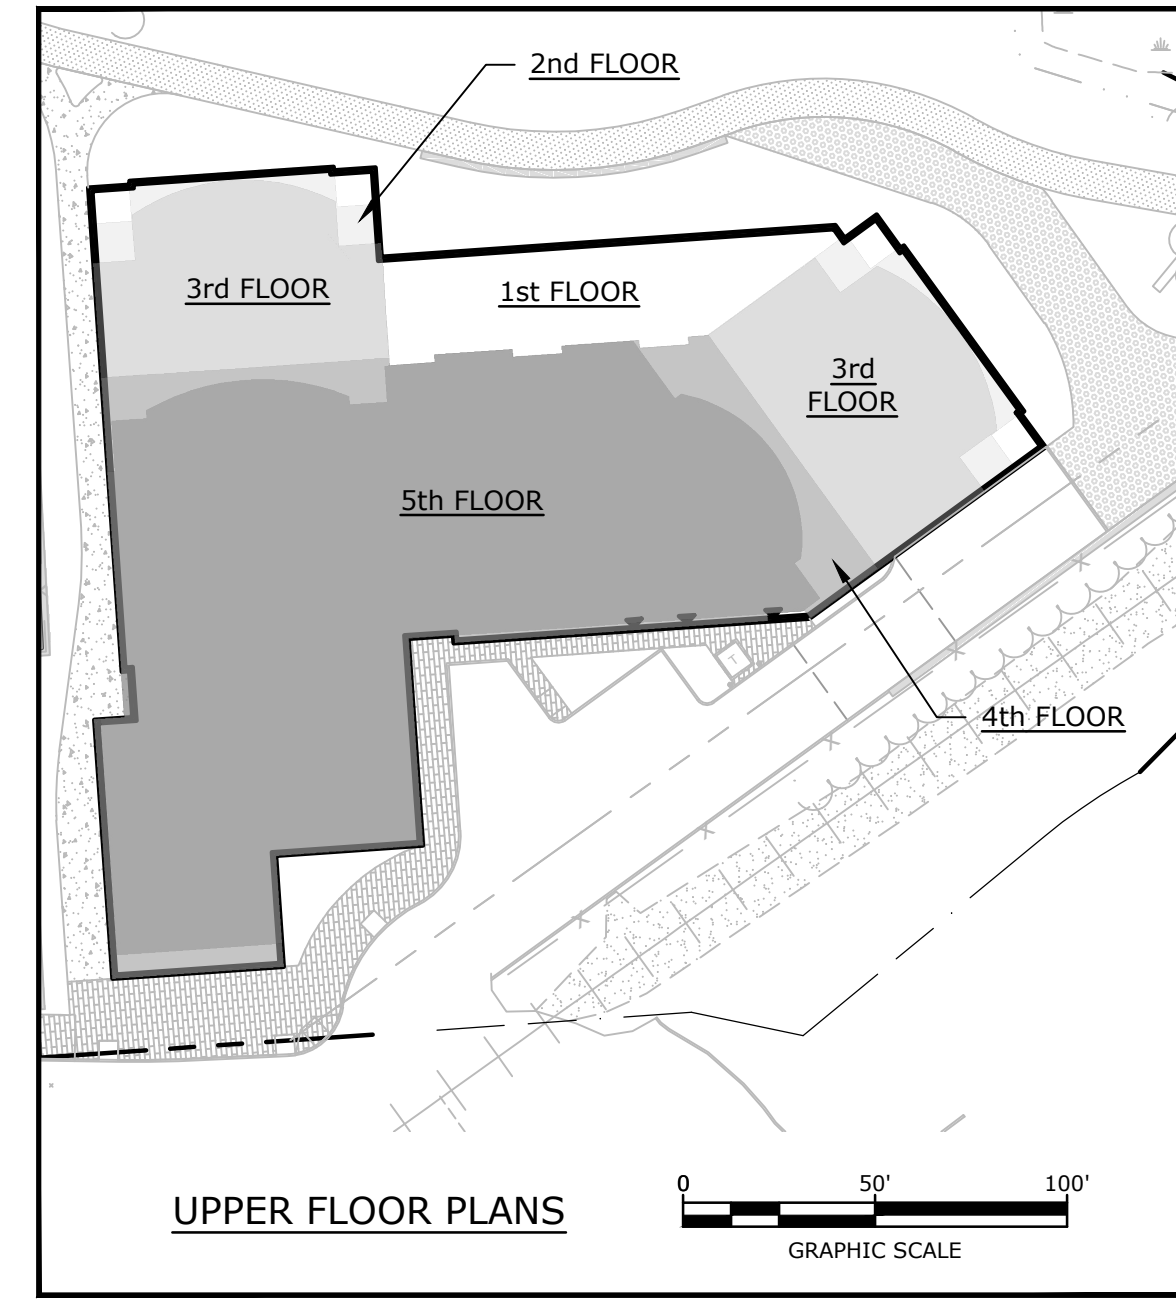 2nd FLOOR
3rd FLOOR
1st FLOOR
3rd
FLOOR
5th FLOOR
T
4th FLOOR
UPPER FLOOR PLANS
0 50' 100'
GRAPHIC SCALE